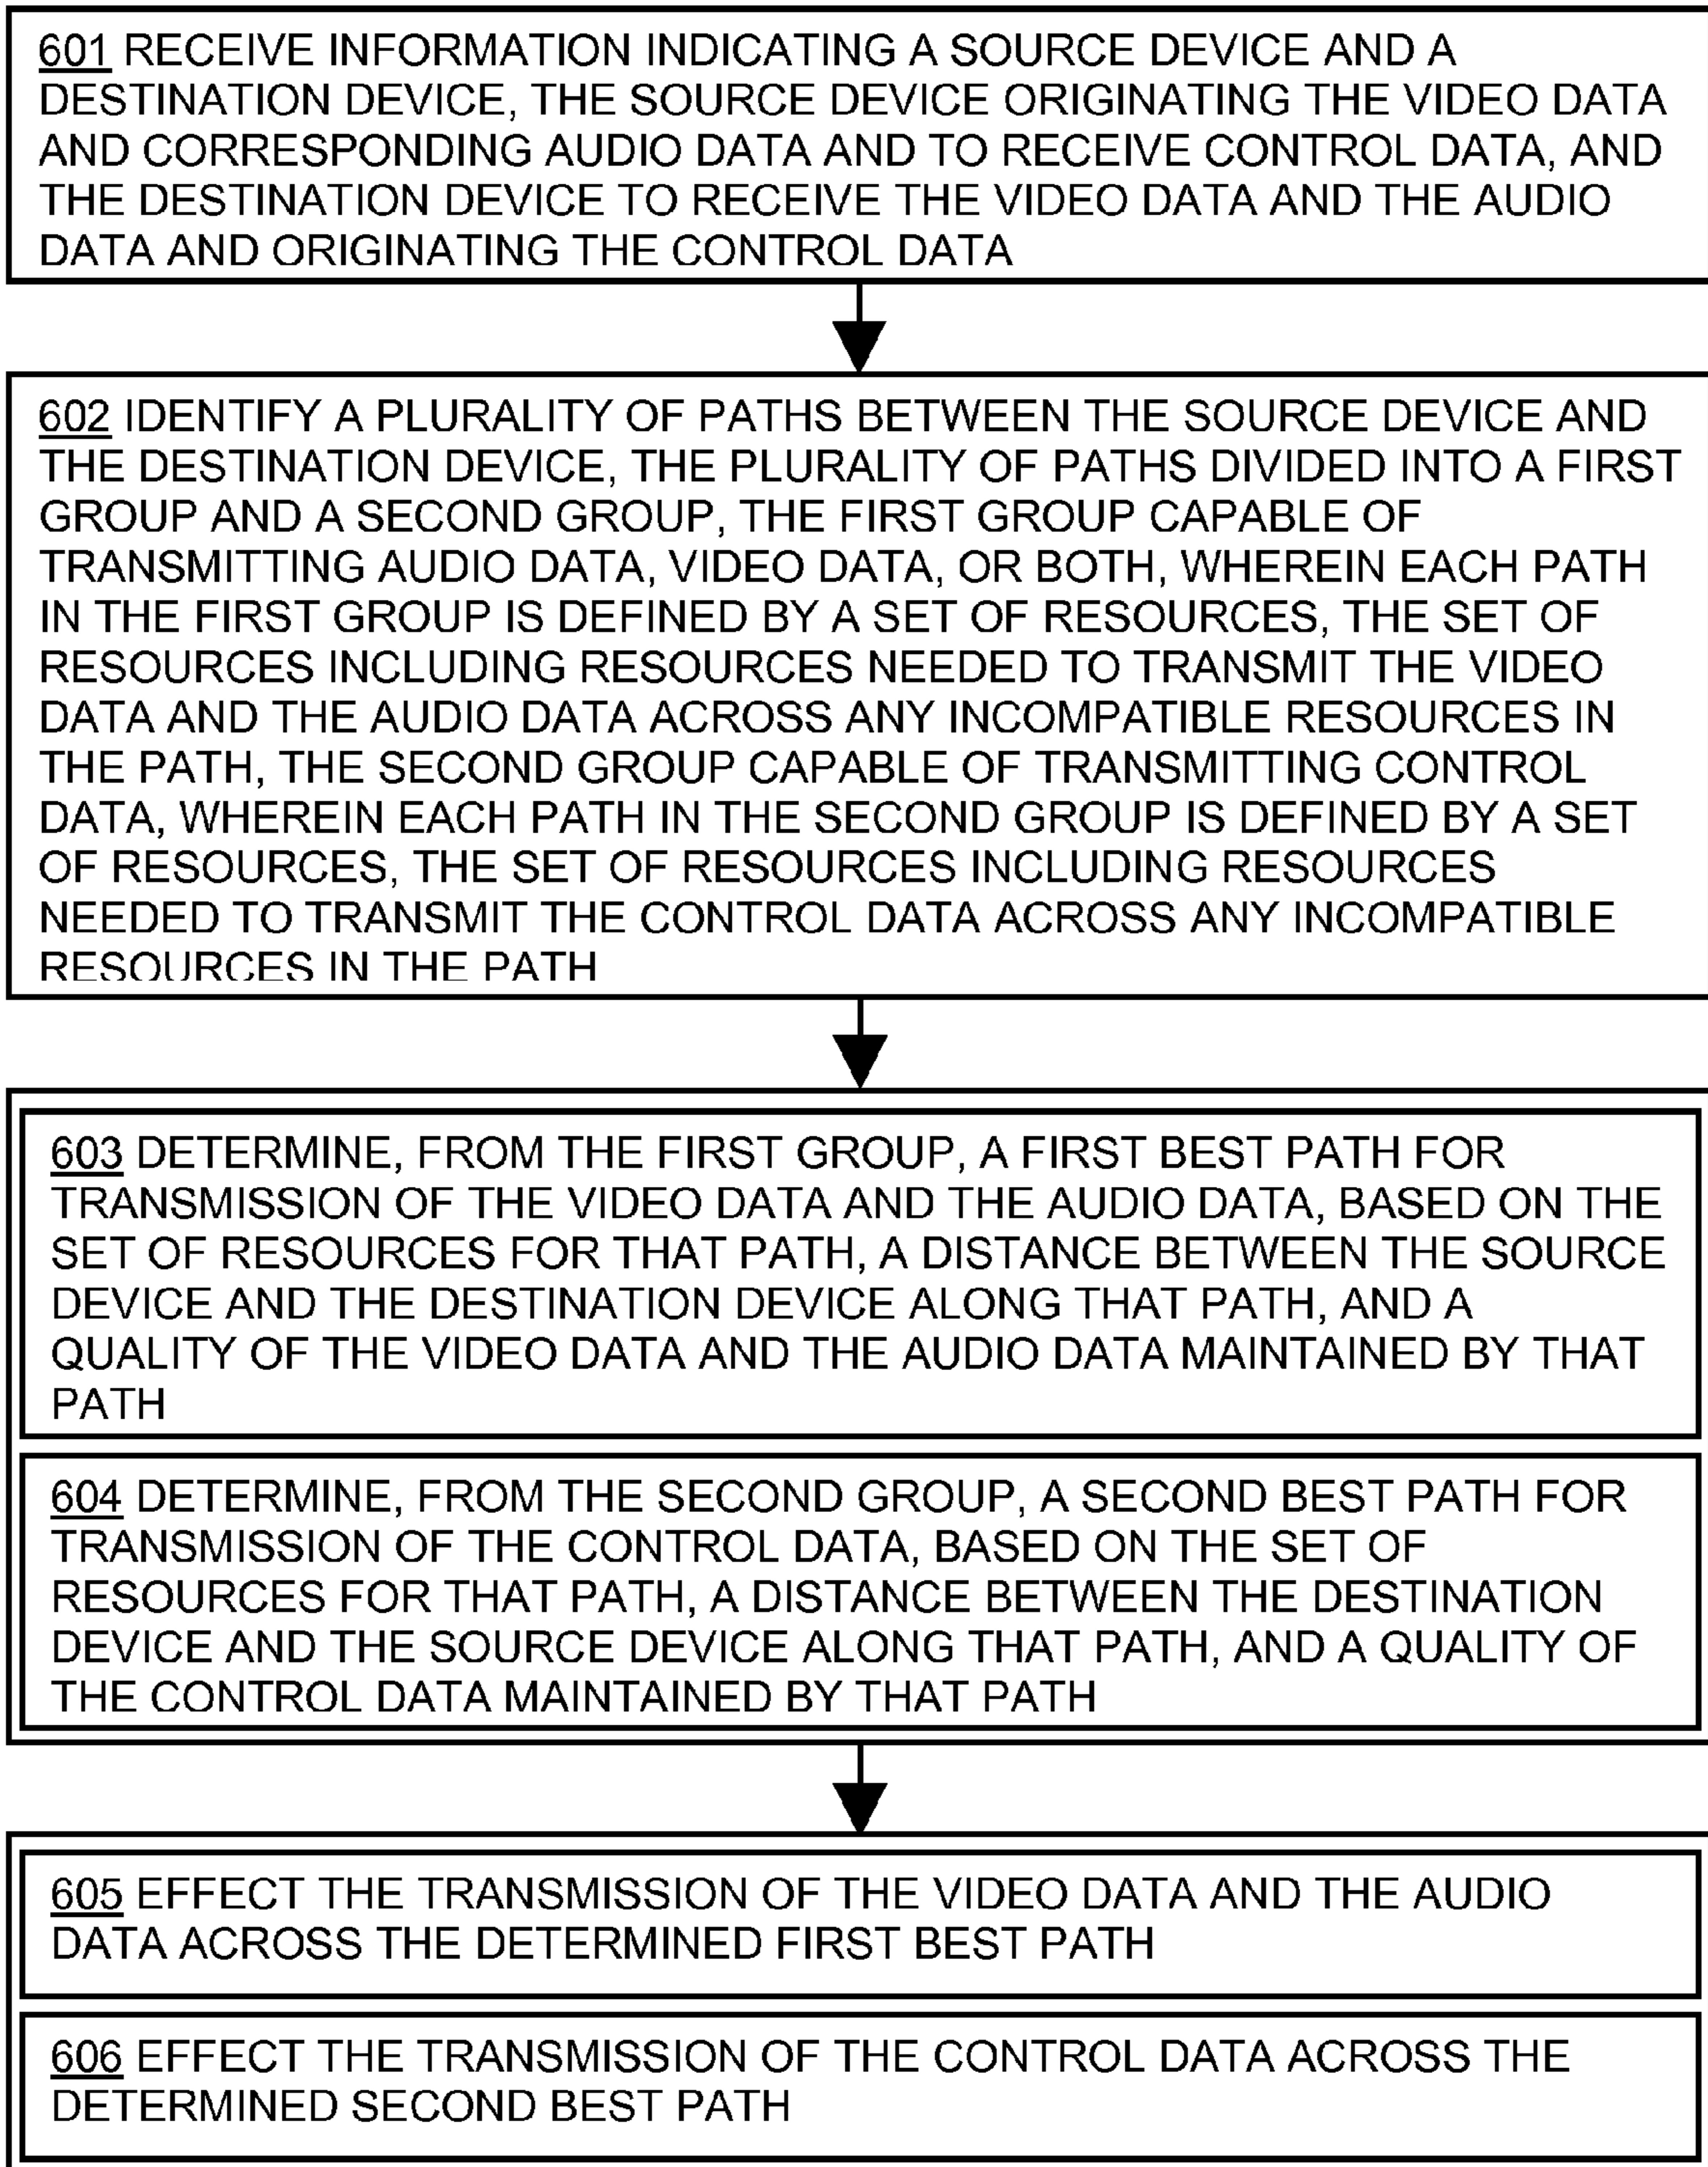 601 RECEIVE INFORMATION INDICATING A SOURCE DEVICE AND A
DESTINATION DEVICE, THE SOURCE DEVICE ORIGINATING THE VIDEO DATA
AND CORRESPONDING AUDIO DATA AND TO RECEIVE CONTROL DATA, AND
THE DESTINATION DEVICE TO RECEIVE THE VIDEO DATA AND THE AUDIO
DATA AND ORIGINATING THE CONTROL DATA
602 IDENTIFY A PLURALITY OF PATHS BETWEEN THE SOURCE DEVICE AND
THE DESTINATION DEVICE, THE PLURALITY OF PATHS DIVIDED INTO A FIRST
GROUP AND A SECOND GROUP, THE FIRST GROUP CAPABLE OF
TRANSMITTING AUDIO DATA, VIDEO DATA, OR BOTH, WHEREIN EACH PATH
IN THE FIRST GROUP IS DEFINED BY A SET OF RESOURCES, THE SET OF
RESOURCES INCLUDING RESOURCES NEEDED TO TRANSMIT THE VIDEO
DATA AND THE AUDIO DATA ACROSS ANY INCOMPATIBLE RESOURCES IN
THE PATH, THE SECOND GROUP CAPABLE OF TRANSMITTING CONTROL
DATA, WHEREIN EACH PATH IN THE SECOND GROUP IS DEFINED BY A SET
OF RESOURCES, THE SET OF RESOURCES INCLUDING RESOURCES
NEEDED TO TRANSMIT THE CONTROL DATA ACROSS ANY INCOMPATIBLE
RESOURCES IN THE PATH
603 DETERMINE, FROM THE FIRST GROUP, A FIRST BEST PATH FOR
TRANSMISSION OF THE VIDEO DATA AND THE AUDIO DATA, BASED ON THE
SET OF RESOURCES FOR THAT PATH, A DISTANCE BETWEEN THE SOURCE
DEVICE AND THE DESTINATION DEVICE ALONG THAT PATH, AND A
QUALITY OF THE VIDEO DATA AND THE AUDIO DATA MAINTAINED BY THAT
PATH
604 DETERMINE, FROM THE SECOND GROUP, A SECOND BEST PATH FOR
TRANSMISSION OF THE CONTROL DATA, BASED ON THE SET OF
RESOURCES FOR THAT PATH, A DISTANCE BETWEEN THE DESTINATION
DEVICE AND THE SOURCE DEVICE ALONG THAT PATH, AND A QUALITY OF
THE CONTROL DATA MAINTAINED BY THAT PATH
605 EFFECT THE TRANSMISSION OF THE VIDEO DATA AND THE AUDIO
DATA ACROSS THE DETERMINED FIRST BEST PATH
606 EFFECT THE TRANSMISSION OF THE CONTROL DATA ACROSS THE
DETERMINED SECOND BEST PATH